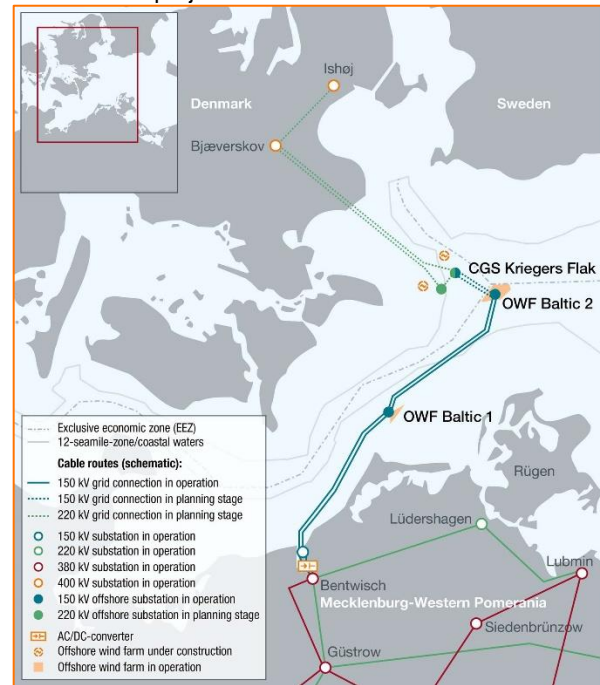 Ishøj
Denmark
Sweden
Bjæverskov
CGS Kriegers Flak
OWF Baltic 2
OWF Baltic 1
Rügen
Lüdershagen
Lubmin
Bentwisch
Mecklenburg-Western Pomerania
Siedenbrünzow
Güstrow
Exclusive economic zone (EEZ)
12-seamile-zone/coastal waters
Cable routes (schematic):
150 kV grid connection in operation
150 kV grid connection in planning stage
220 kV grid connection in planning stage
150 kV substation in operation
220 kV substation in operation
380 kV substation in operation
400 kV substation in operation
150 kV offshore substation in operation
220 kV offshore substation in planning stage
AC/DC-converter
Offshore wind farm under construction
Offshore wind farm in operation